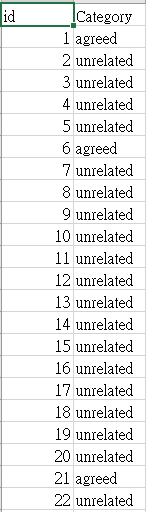 id Category
1 agreed
2 unrelated
3 unrelated
4 unrelated
5 unrelated
6 agreed
7 unrelated
8 unrelated
9 unrelated
10 unrelated
11 unrelated
12 unrelated
13 unrelated
14 unrelated
15 unrelated
16 unrelated
17 unrelated
18 unrelated
19 unrelated
20 unrelated
21 agreed
22 unrelated